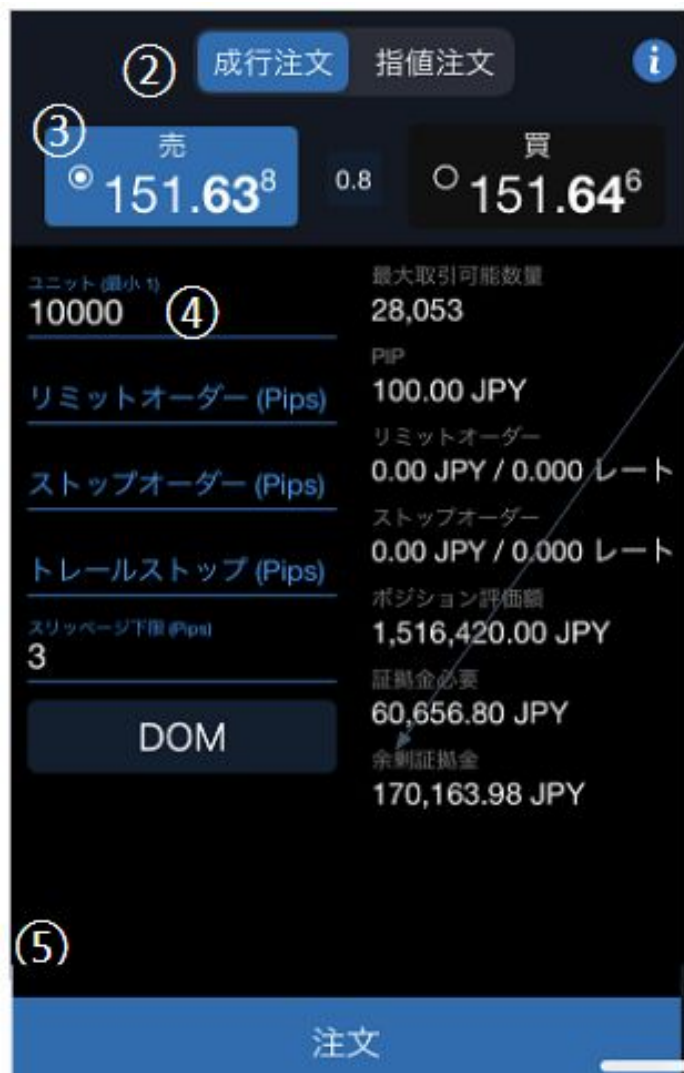 ② 成行注文 指値注文 i
③ 売 買
151.63⁸ 0.8 151.64⁶
ユニット (最小 1)
10000 ④
リミットオーダー (Pips)
ストップオーダー (Pips)
トレールストップ (Pips)
スリッページ下限 (Pips)
3
DOM
最大取引可能数量
28,053
PIP
100.00 JPY
リミットオーダー
0.00 JPY / 0.000 レート
ストップオーダー
0.00 JPY / 0.000 レート
ポジション評価額
1,516,420.00 JPY
証拠金必要
60,656.80 JPY
余剰証拠金
170,163.98 JPY
⑤
注文